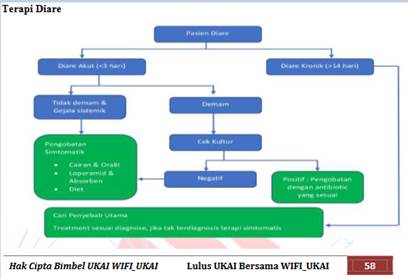 Terapi Diare
Pasien Diare
Diare Akut (<3 hari)
Diare Kronik (>14 hari)
Tidak demam &
Gejala sistemik
Demam
Cek Kultur
Pengobatan
Simtomatik
• Cairan & Oralit
• Loperamid &
Absorben
• Diet
Negatif
Positif : Pengobatan
dengan antibiotic
yang sesuai
Cari Penyebab Utama
Treatment sesuai diagnose, jika tak terdiagnosis terapi simtomatis
Hak Cipta Bimbel UKAI WIFI_UKAI
Lulus UKAI Bersama WIFI_UKAI
58